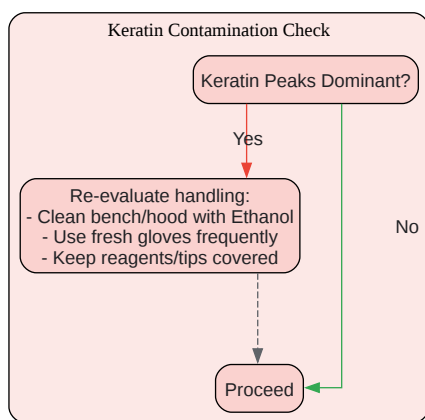 Keratin Contamination Check
Keratin Peaks Dominant?
Yes
Re-evaluate handling:
- Clean bench/hood with Ethanol
- Use fresh gloves frequently
- Keep reagents/tips covered
No
Proceed